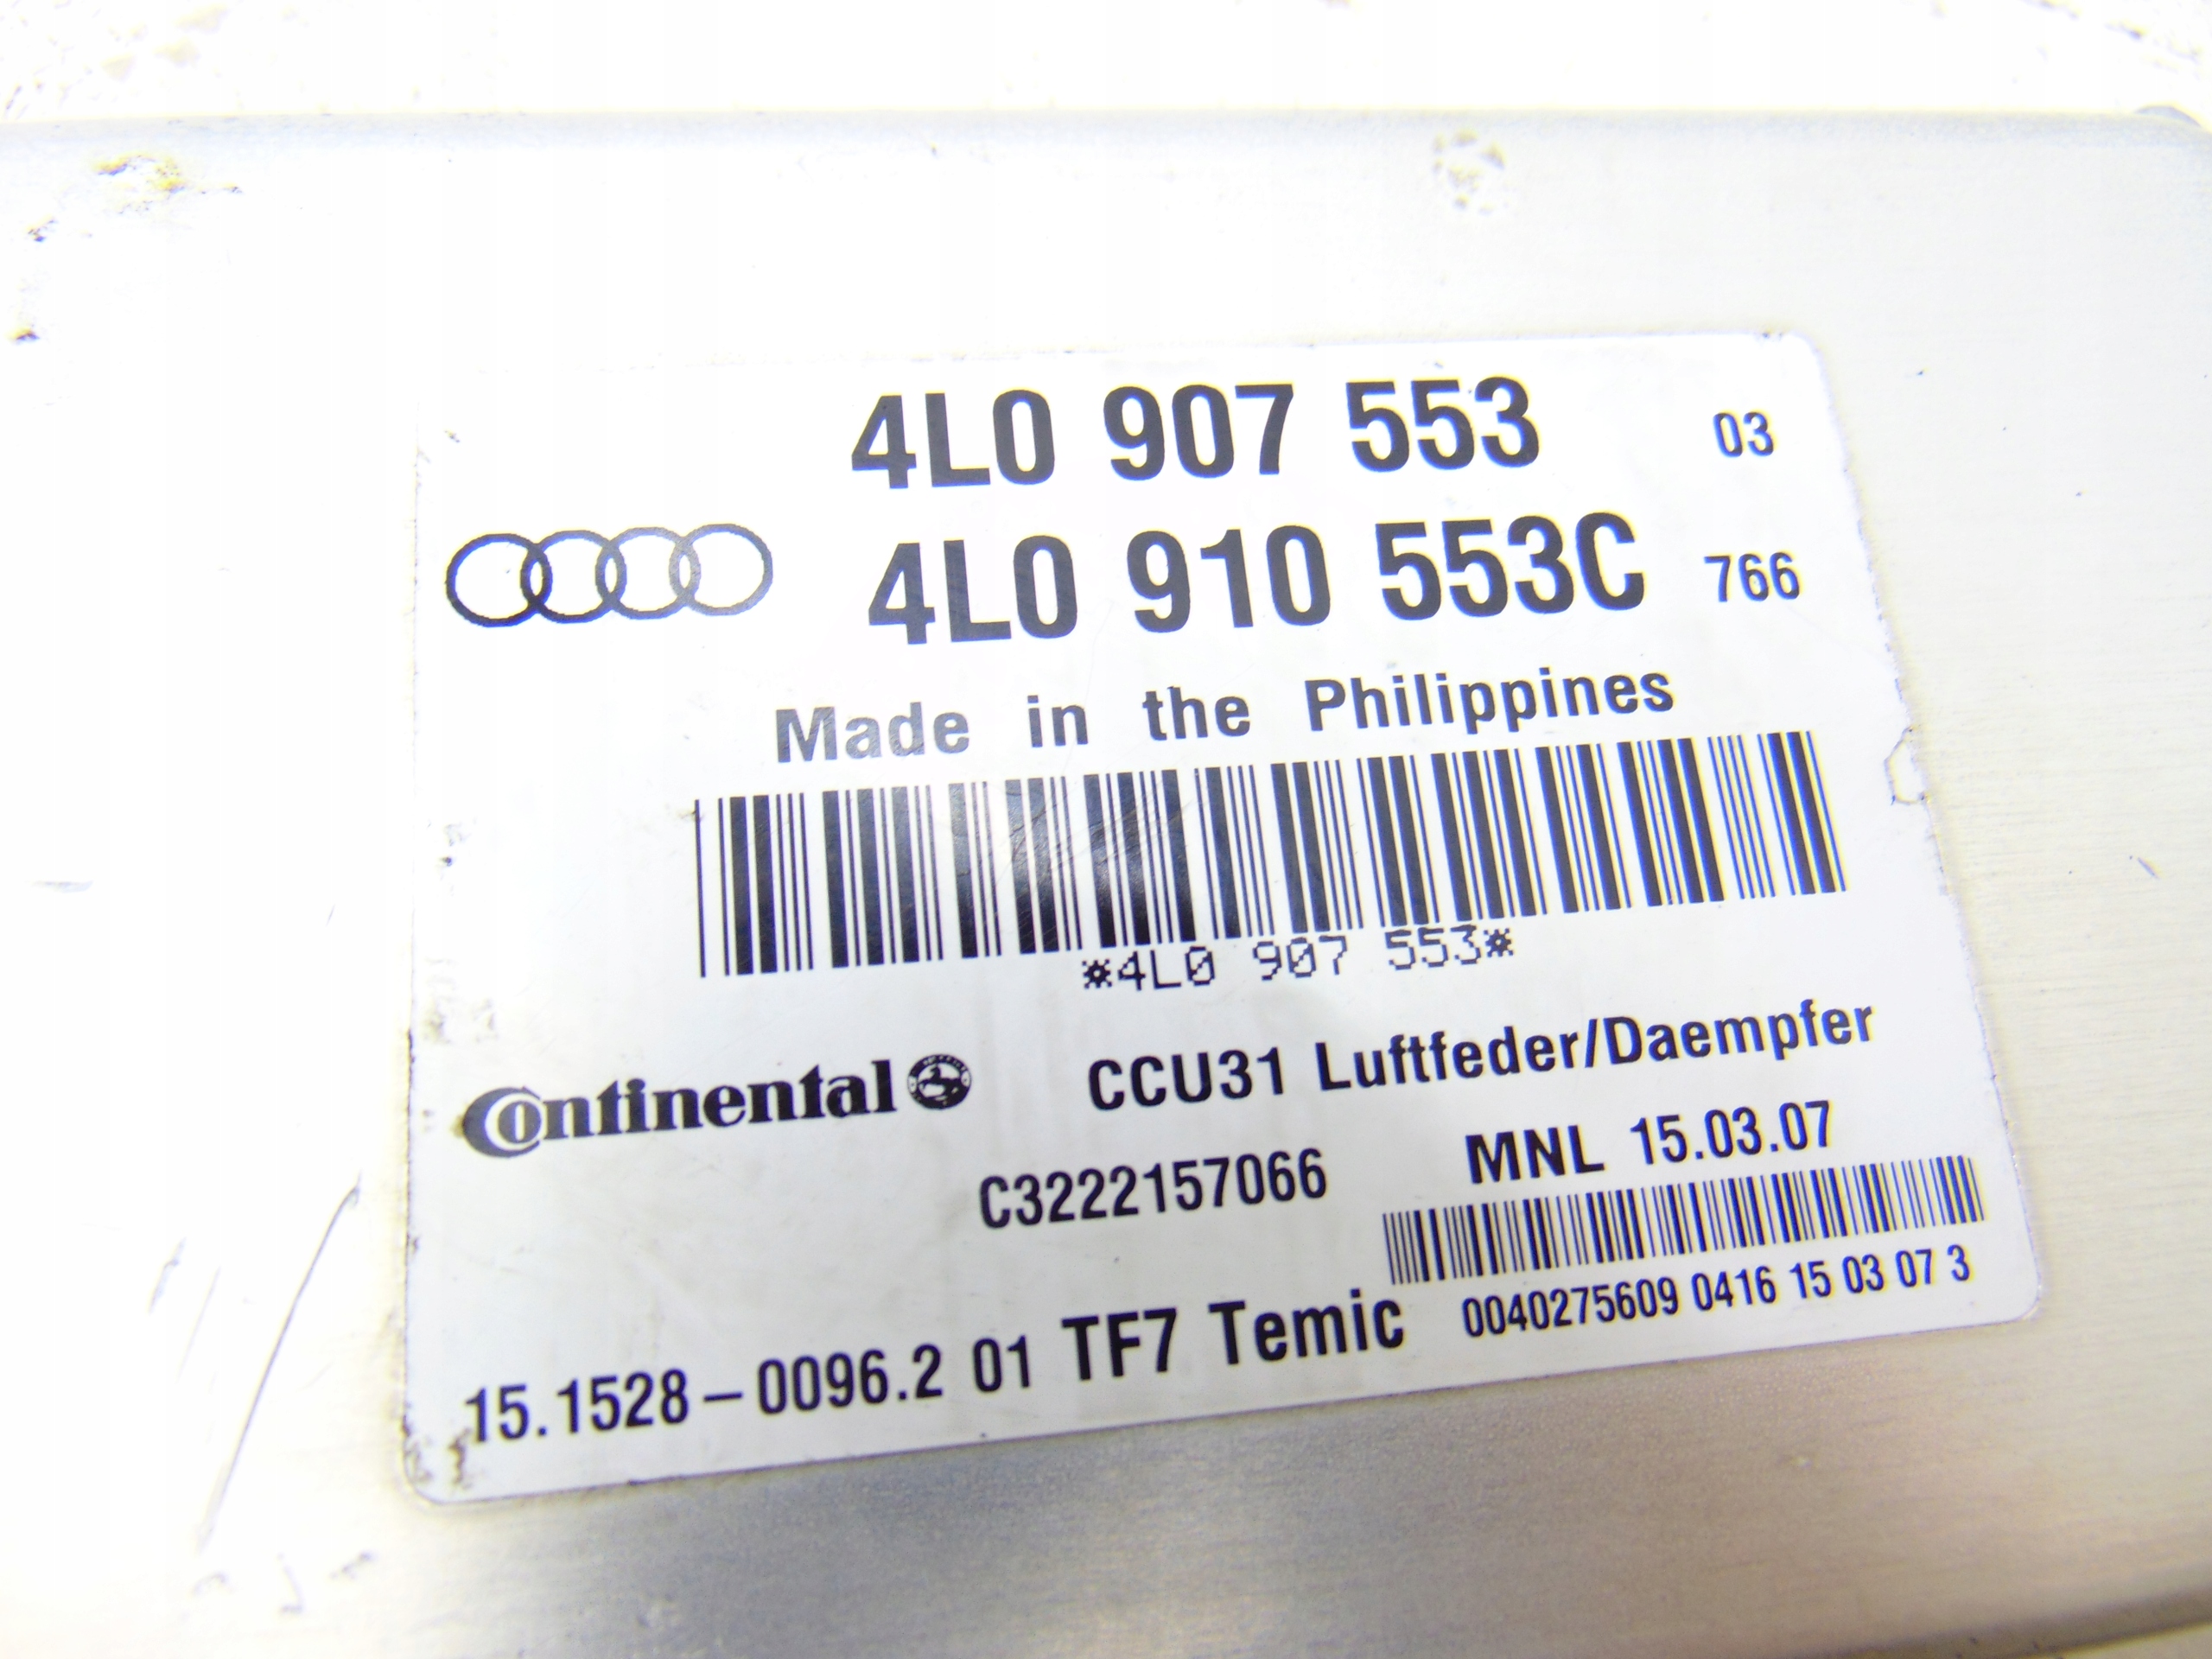 4L0 907 553 03
4L0 910 553C 766
Made in the Philippines
*4L0 907 553*
Continental CCU31 Luftfeder/Daempfer
C3222157066 MNL 15.03.07
15.1528-0096.2 01 TF7 Temic 0040275609 0416 15 03 07 3